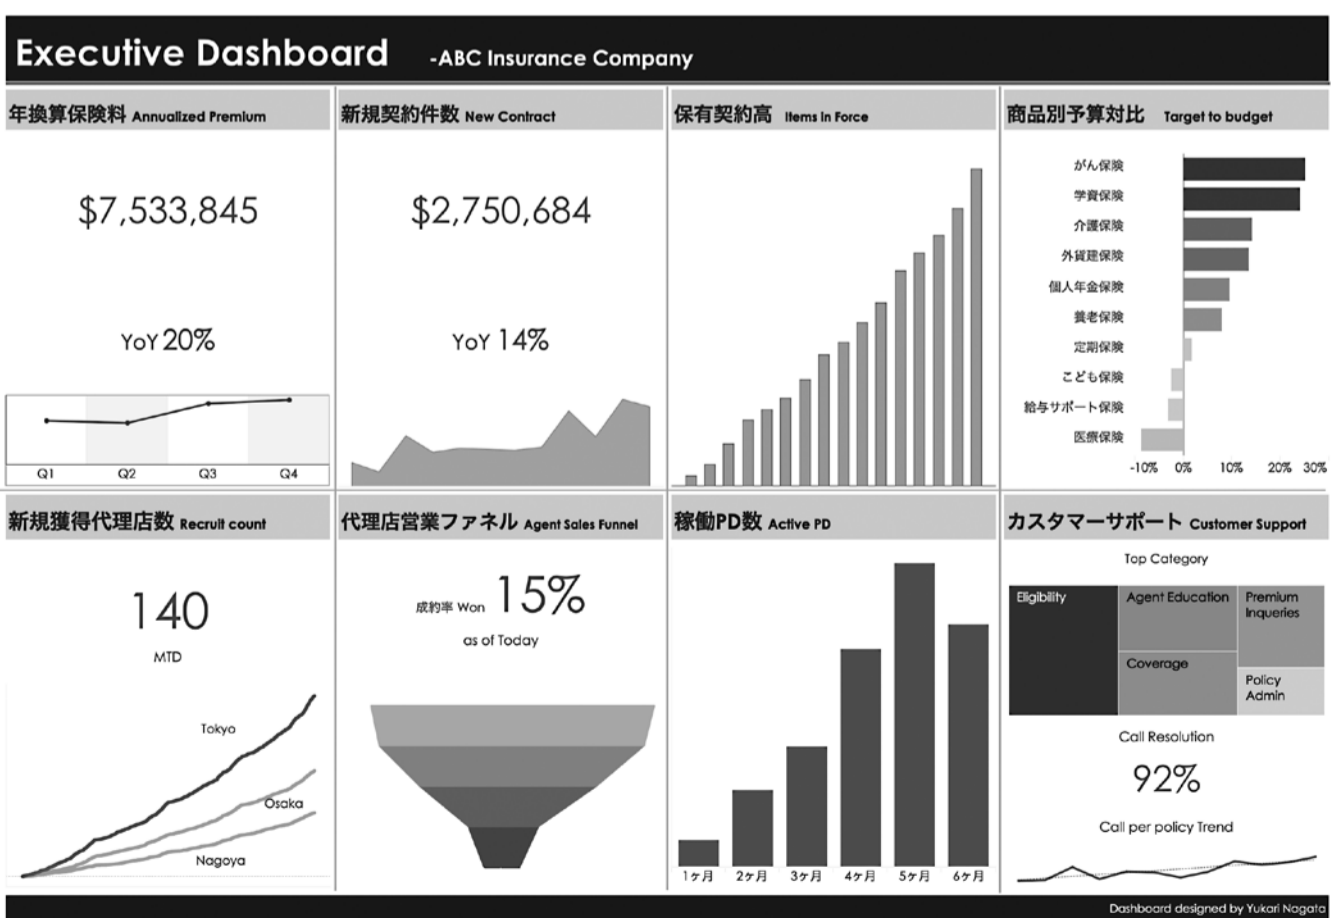 Executive Dashboard -ABC Insurance Company
年換算保険料 Annualized Premium
$7,533,845
YoY 20%
Q1 Q2 Q3 Q4
新規契約件数 New Contract
$2,750,684
YoY 14%
保有契約高 Items in Force
商品別予算対比 Target to budget
がん保険
学資保険
介護保険
外貨建保険
個人年金保険
養老保険
定期保険
こども保険
給与サポート保険
医療保険
-10% 0% 10% 20% 30%
新規獲得代理店数 Recruit count
140
MTD
Tokyo
Osaka
Nagoya
代理店営業ファネル Agent Sales Funnel
成約率 Won 15%
as of Today
稼働PD数 Active PD
1ヶ月 2ヶ月 3ヶ月 4ヶ月 5ヶ月 6ヶ月
カスタマーサポート Customer Support
Top Category
Eligibility
Agent Education
Coverage
Premium
Inqueries
Policy
Admin
Call Resolution
92%
Call per policy Trend
Dashboard designed by Yukari Nagata